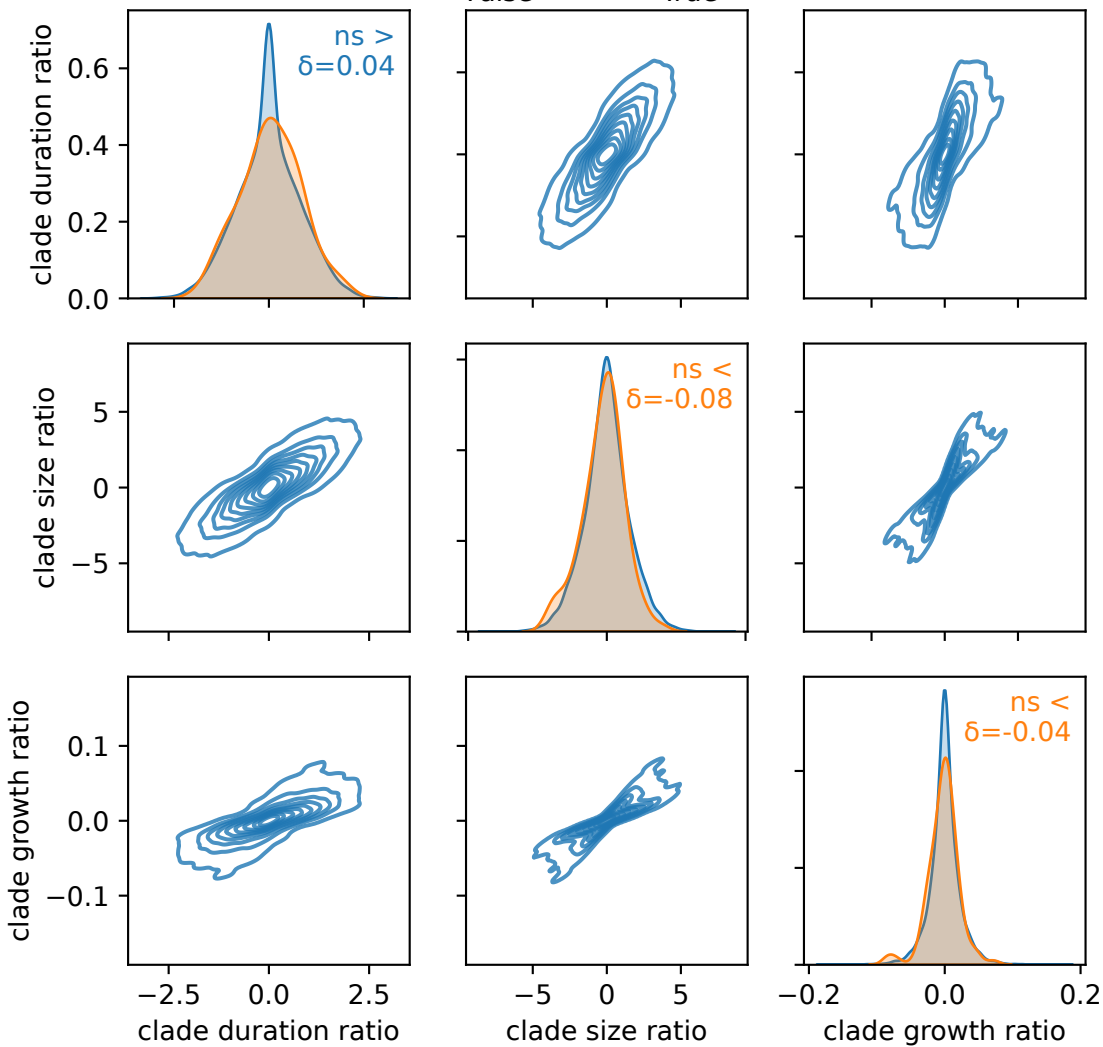 ns >
δ=0.04
clade duration ratio
0.6
0.4
0.2
0.0
ns <
δ=-0.08
clade size ratio
5
0
−5
ns <
δ=-0.04
clade growth ratio
0.1
0.0
−0.1
−2.5 0.0 2.5
−5 0 5
−0.2 0.0 0.2
clade duration ratio
clade size ratio
clade growth ratio